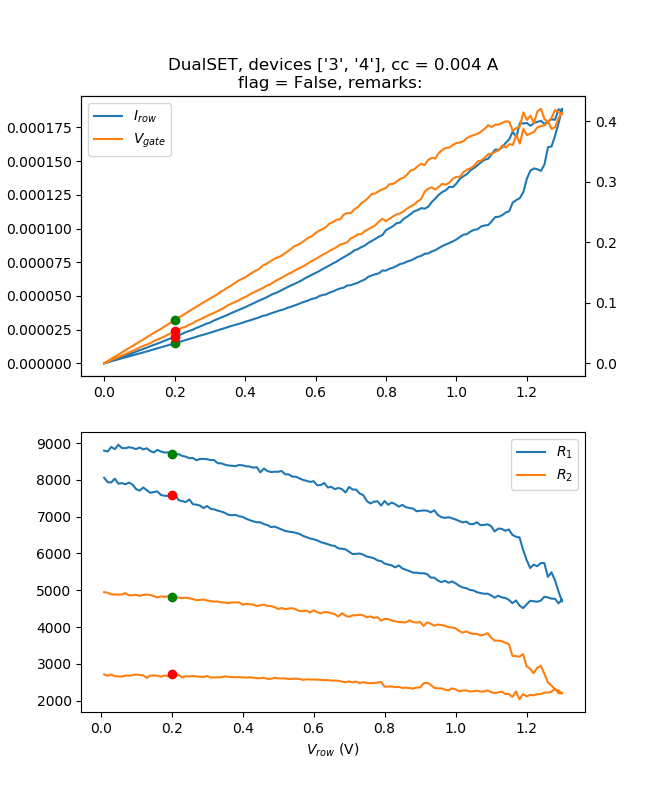 DualSET, devices ['3', '4'], cc = 0.004 A
flag = False, remarks:
I_row
V_gate
0.000175
0.000150
0.000125
0.000100
0.000075
0.000050
0.000025
0.000000
0.4
0.3
0.2
0.1
0.0
0.0 0.2 0.4 0.6 0.8 1.0 1.2
R_1
R_2
9000
8000
7000
6000
5000
4000
3000
2000
0.0 0.2 0.4 0.6 0.8 1.0 1.2
V_row (V)